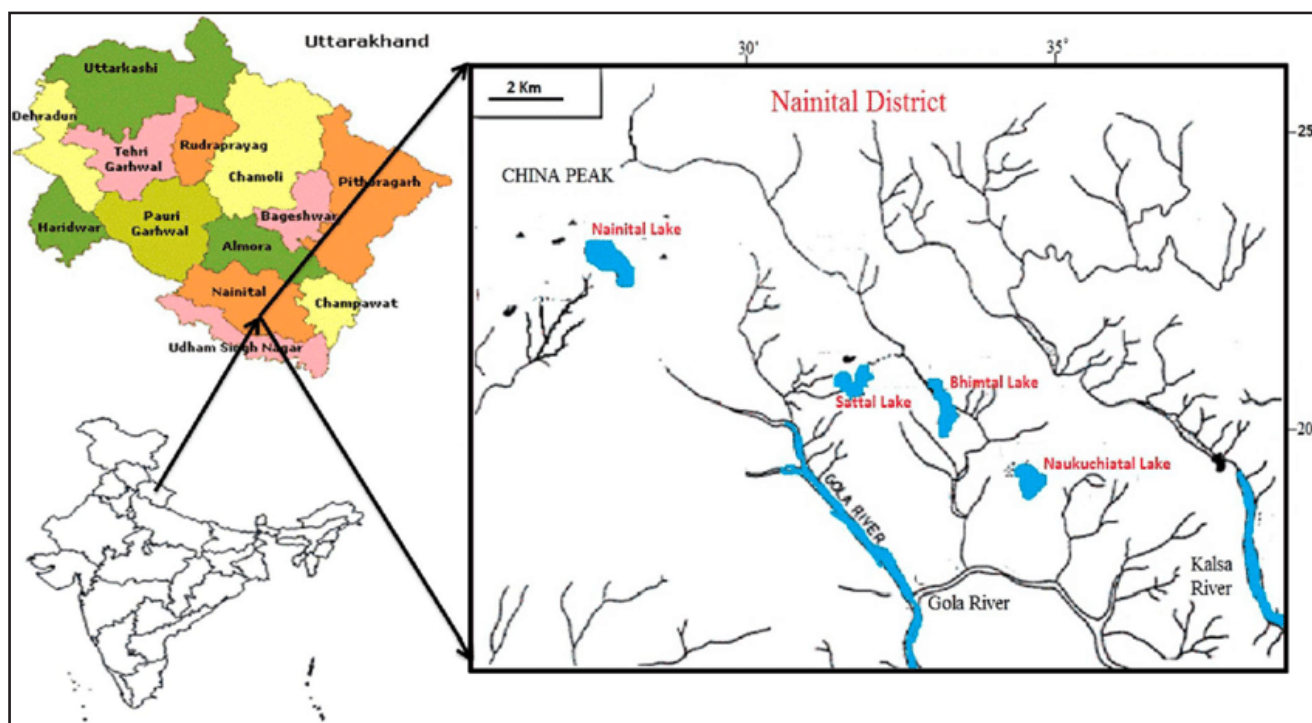 Uttarakhand
Uttarkashi
Dehradun
Tehri
Garhwal
Rudraprayag
Chamoli
Pithoragarh
Haridwar
Pauri
Garhwal
Bageshwar
Almora
Nainital
Champawat
Udham Singh Nagar
30'
35'
2 Km
Nainital District
25
CHINA PEAK
Nainital Lake
Sattal Lake
Bhimtal Lake
20
Naukuchiatal Lake
GOLA RIVER
Gola River
Kalsa
River